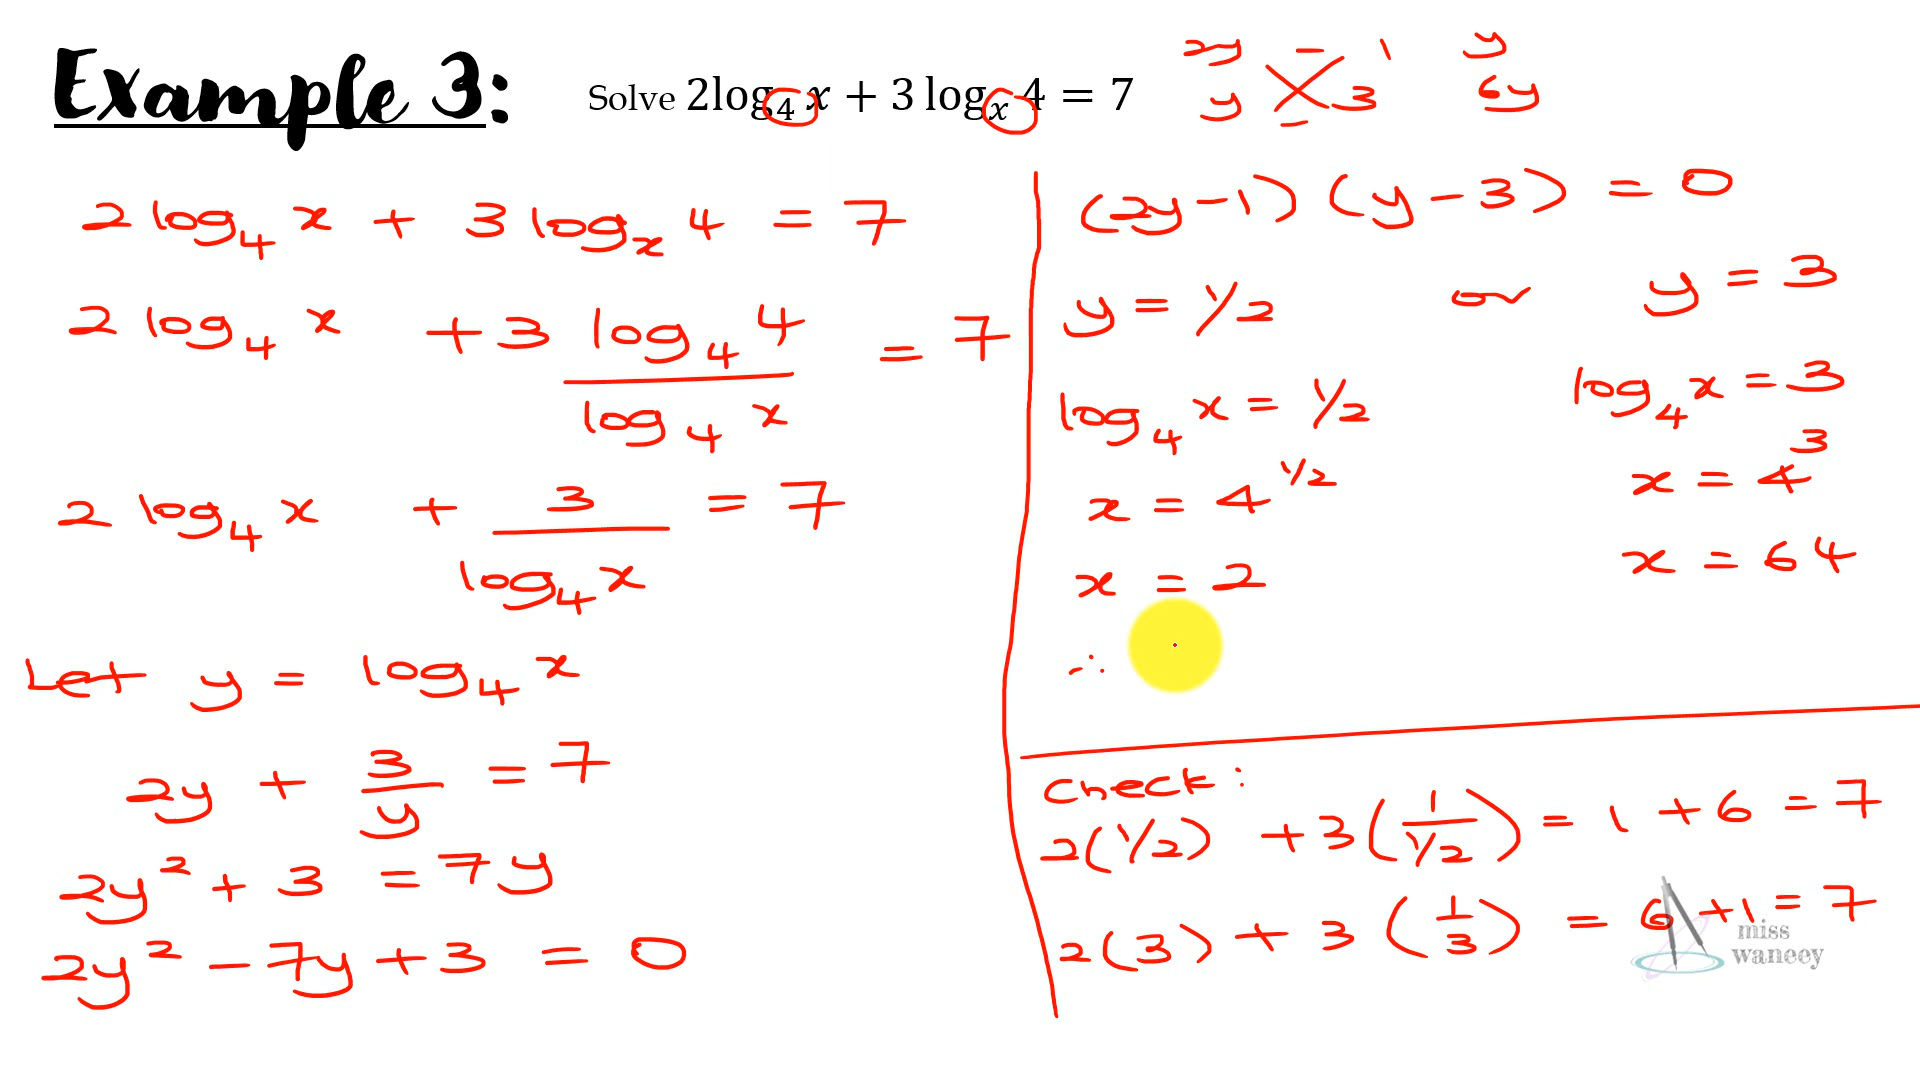 Example 3:
Solve 2log₄ x + 3 logₓ 4 = 7
2y − 1 y
y − 3 6y
2 log₄ x + 3 logₓ 4 = 7
2 log₄ x + 3 log₄ 4 / log₄ x = 7
2 log₄ x + 3 / log₄ x = 7
Let y = log₄ x
2y + 3/y = 7
2y² + 3 = 7y
2y² − 7y + 3 = 0
(2y − 1) (y − 3) = 0
y = 1/2 or y = 3
log₄ x = 1/2 log₄ x = 3
x = 4^1/2 x = 4³
x = 2 x = 64
∴
Check:
2(1/2) + 3(1/(1/2)) = 1 + 6 = 7
2(3) + 3(1/3) = 6 + 1 = 7
miss
waneey